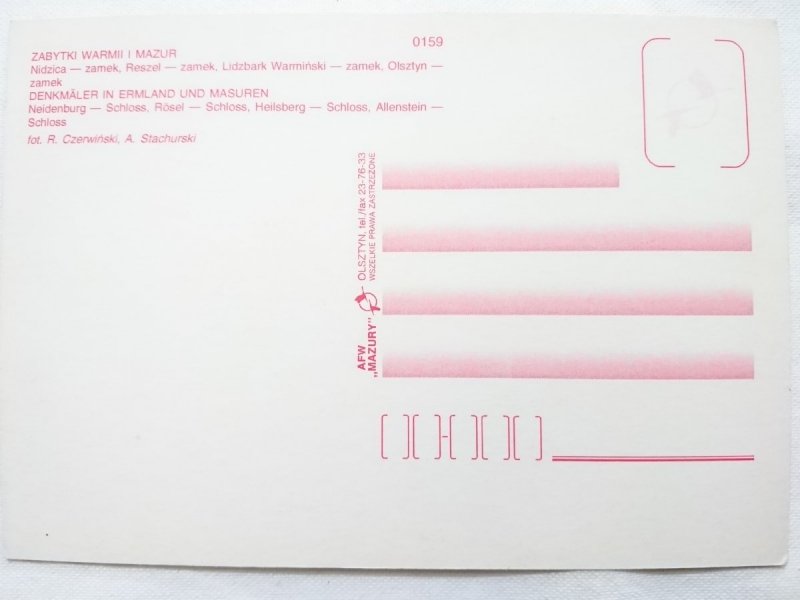 0159
ZABYTKI WARMII I MAZUR
Nidzica — zamek, Reszel — zamek, Lidzbark Warmiński — zamek, Olsztyn —
zamek
DENKMÄLER IN ERMLAND UND MASUREN
Neidenburg — Schloss, Rösel — Schloss, Heilsberg — Schloss, Allenstein —
Schloss
fot. R. Czerwiński, A. Stachurski
AFW
„MAZURY”
OLSZTYN, tel./fax 23-76-33
WSZELKIE PRAWA ZASTRZEŻONE